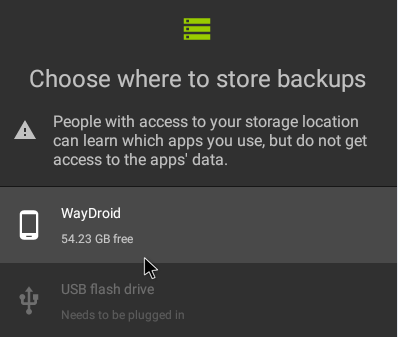 Choose where to store backups
People with access to your storage location
can learn which apps you use, but do not get
access to the apps' data.
WayDroid
54.23 GB free
USB flash drive
Needs to be plugged in